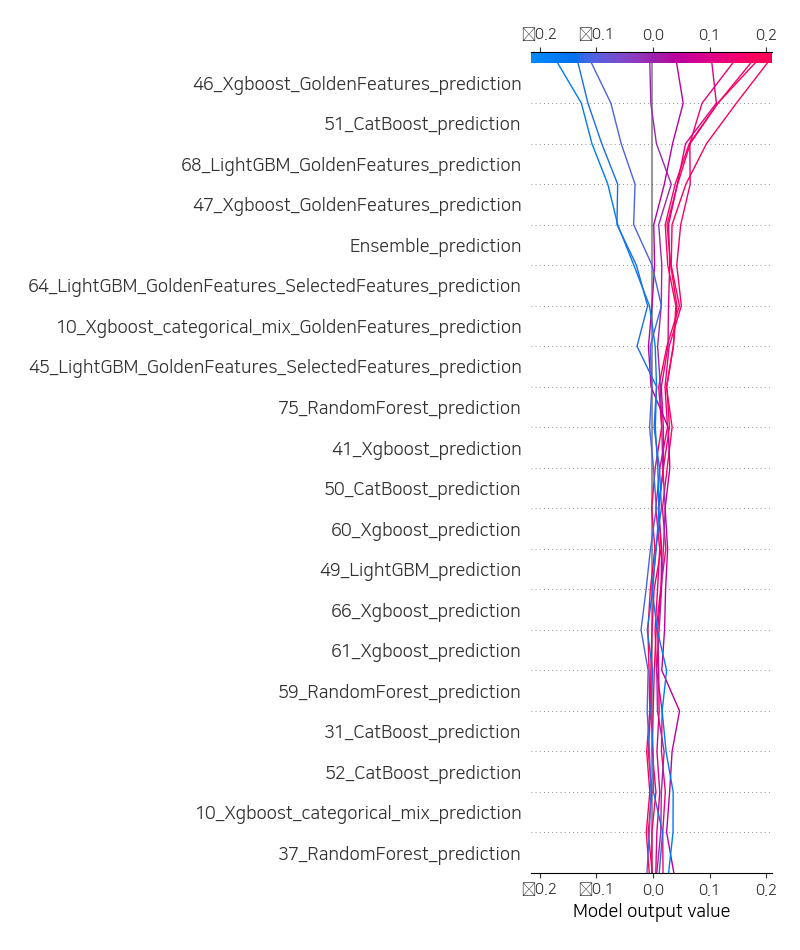 0.2 0.1 0.0 0.1 0.2
46_Xgboost_GoldenFeatures_prediction
51_CatBoost_prediction
68_LightGBM_GoldenFeatures_prediction
47_Xgboost_GoldenFeatures_prediction
Ensemble_prediction
64_LightGBM_GoldenFeatures_SelectedFeatures_prediction
10_Xgboost_categorical_mix_GoldenFeatures_prediction
45_LightGBM_GoldenFeatures_SelectedFeatures_prediction
75_RandomForest_prediction
41_Xgboost_prediction
50_CatBoost_prediction
60_Xgboost_prediction
49_LightGBM_prediction
66_Xgboost_prediction
61_Xgboost_prediction
59_RandomForest_prediction
31_CatBoost_prediction
52_CatBoost_prediction
10_Xgboost_categorical_mix_prediction
37_RandomForest_prediction
0.2 0.1 0.0 0.1 0.2
Model output value